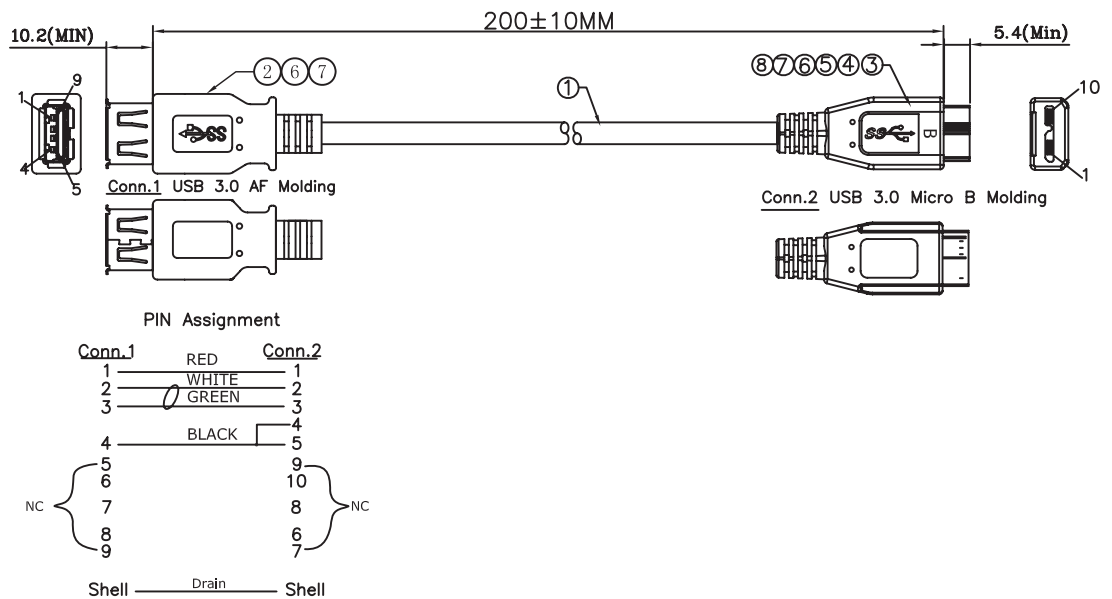 200±10MM
10.2(MIN)
5.4(Min)
② ⑥ ⑦
①
⑧⑦⑥⑤④③
9
1
4
5
SS
SS
B
10
1
Conn.1 USB 3.0 AF Molding
Conn.2 USB 3.0 Micro B Molding
PIN Assignment
Conn.1 Conn.2
1 RED 1
2 WHITE 2
3 GREEN 3
4
4 BLACK 5
5 9
6 10
NC 7 8 NC
8 6
9 7
Shell Drain Shell